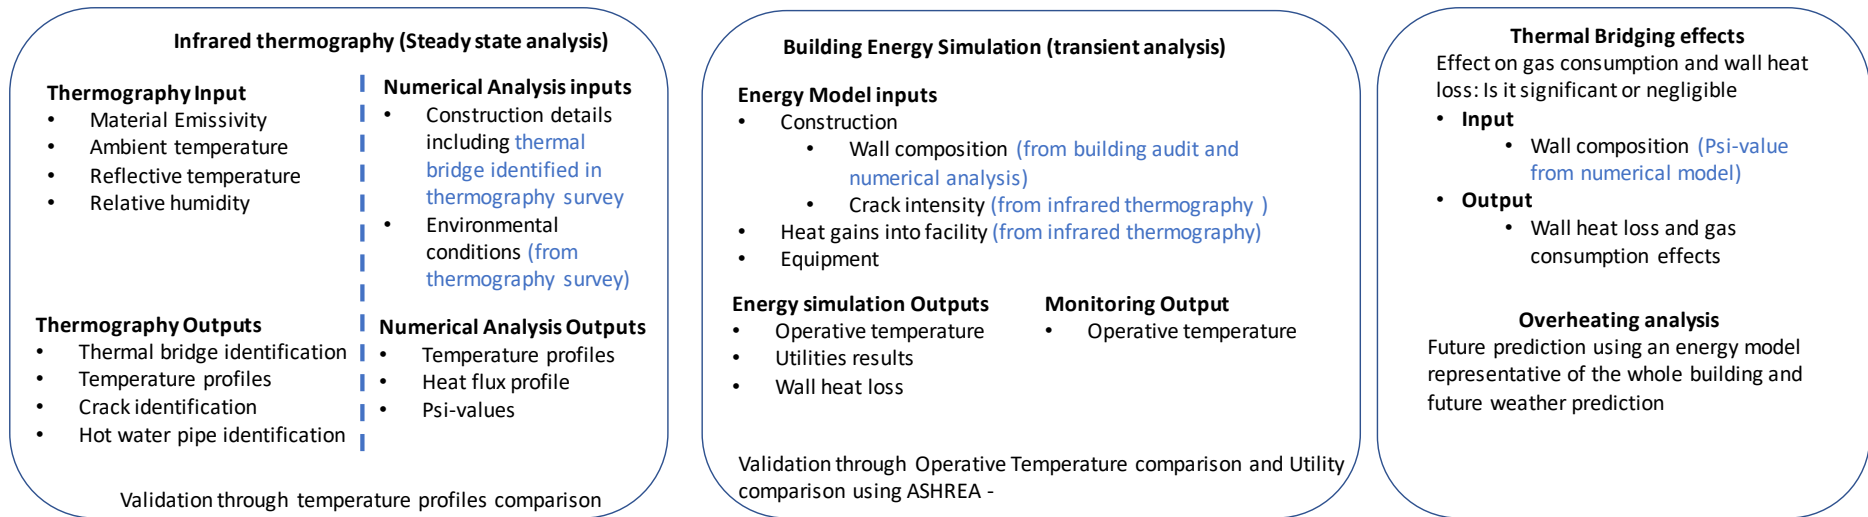 Infrared thermography (Steady state analysis)
Thermography Input
• Material Emissivity
• Ambient temperature
• Reflective temperature
• Relative humidity
Numerical Analysis inputs
• Construction details
including thermal
bridge identified in
thermography survey
• Environmental
conditions (from
thermography survey)
Thermography Outputs
• Thermal bridge identification
• Temperature profiles
• Crack identification
• Hot water pipe identification
Numerical Analysis Outputs
• Temperature profiles
• Heat flux profile
• Psi-values
Validation through temperature profiles comparison
Building Energy Simulation (transient analysis)
Energy Model inputs
• Construction
• Wall composition (from building audit and
numerical analysis)
• Crack intensity (from infrared thermography )
• Heat gains into facility (from infrared thermography)
• Equipment
Energy simulation Outputs
• Operative temperature
• Utilities results
• Wall heat loss
Monitoring Output
• Operative temperature
Validation through Operative Temperature comparison and Utility
comparison using ASHREA -
Thermal Bridging effects
Effect on gas consumption and wall heat
loss: Is it significant or negligible
• Input
• Wall composition (Psi-value
from numerical model)
• Output
• Wall heat loss and gas
consumption effects
Overheating analysis
Future prediction using an energy model
representative of the whole building and
future weather prediction